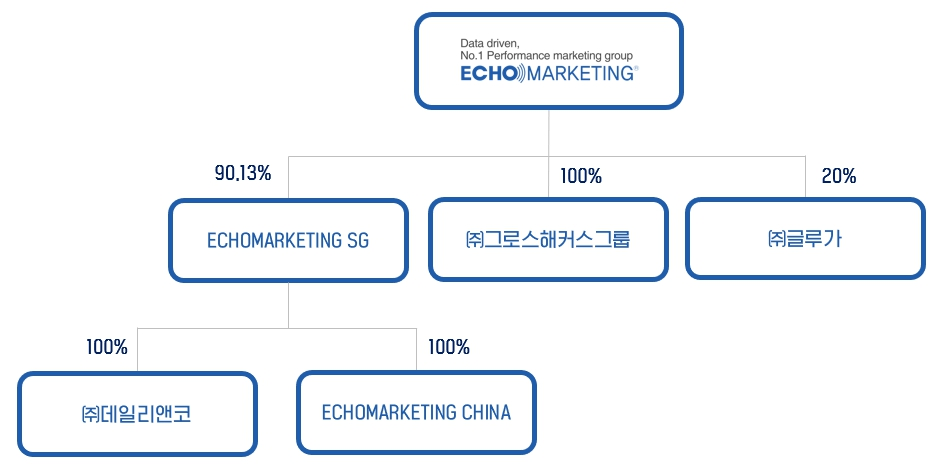 Data driven,
No.1 Performance marketing group
ECHO MARKETING®
90.13%
100%
20%
ECHOMARKETING SG
㈜그로스해커스그룹
㈜글루가
100%
100%
㈜데일리앤코
ECHOMARKETING CHINA